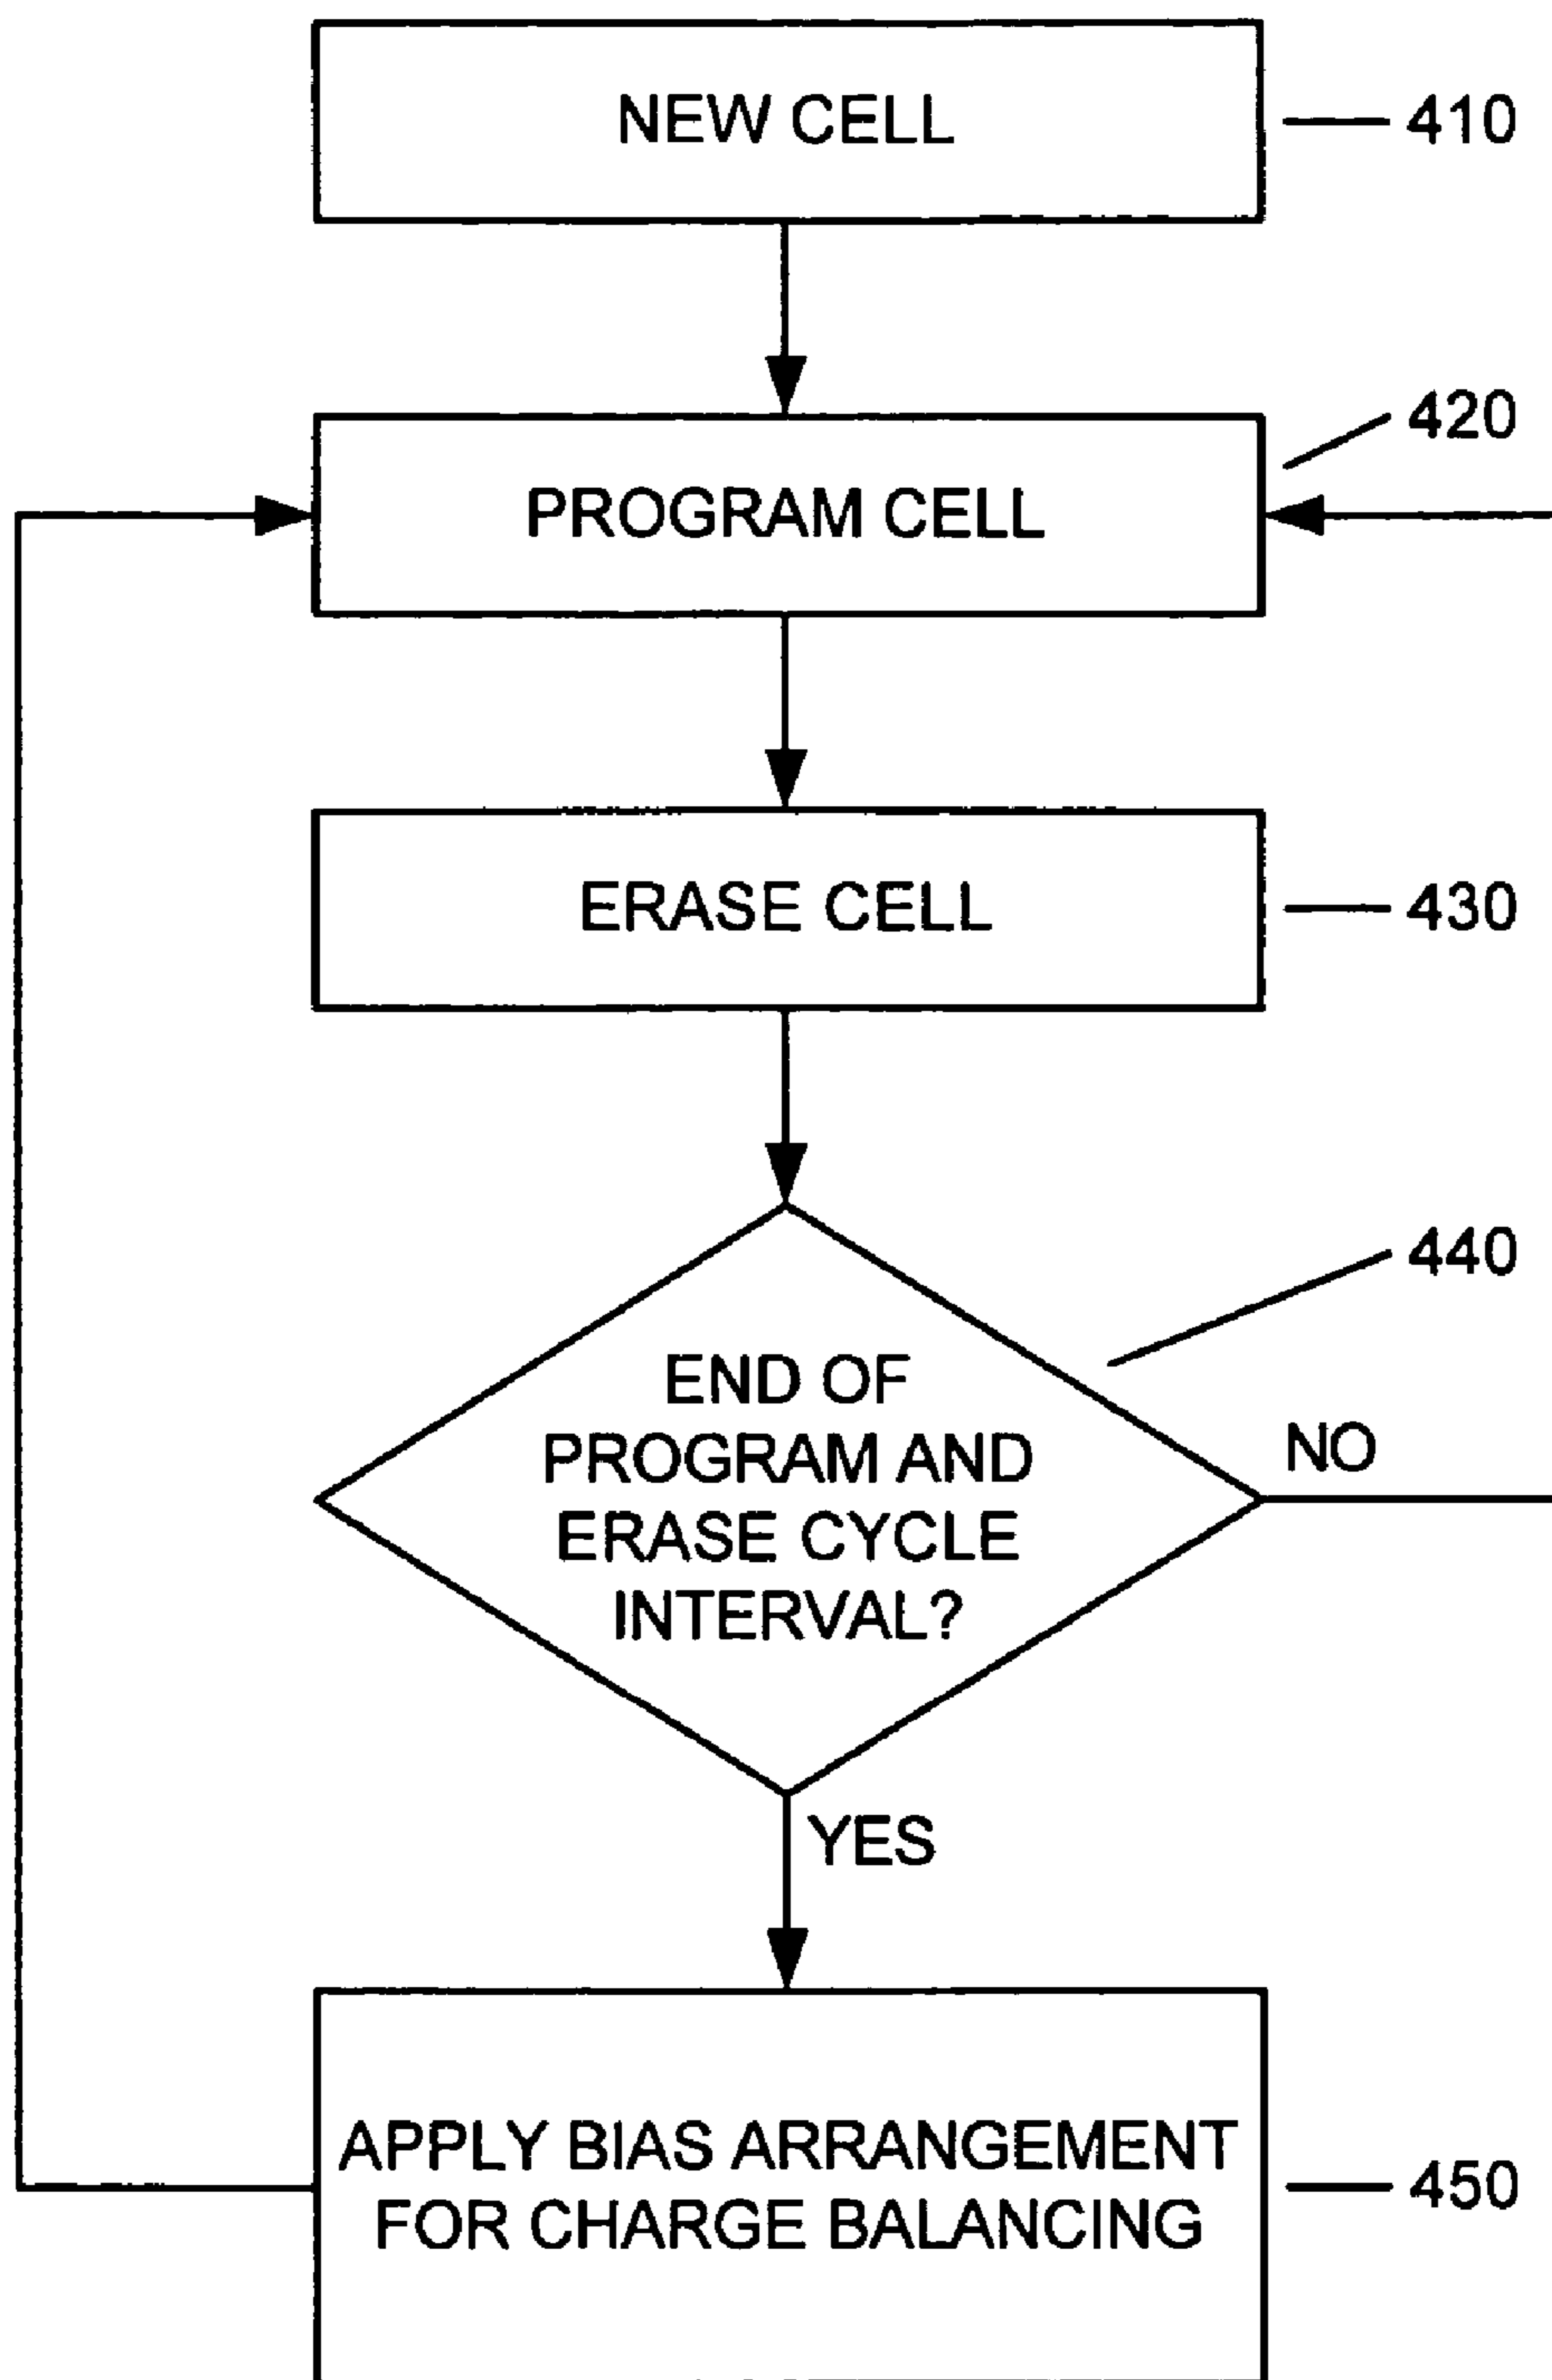 NEW CELL
410
420
PROGRAM CELL
ERASE CELL
430
440
END OF
PROGRAM AND
ERASE CYCLE
INTERVAL?
NO
YES
APPLY BIAS ARRANGEMENT
FOR CHARGE BALANCING
450